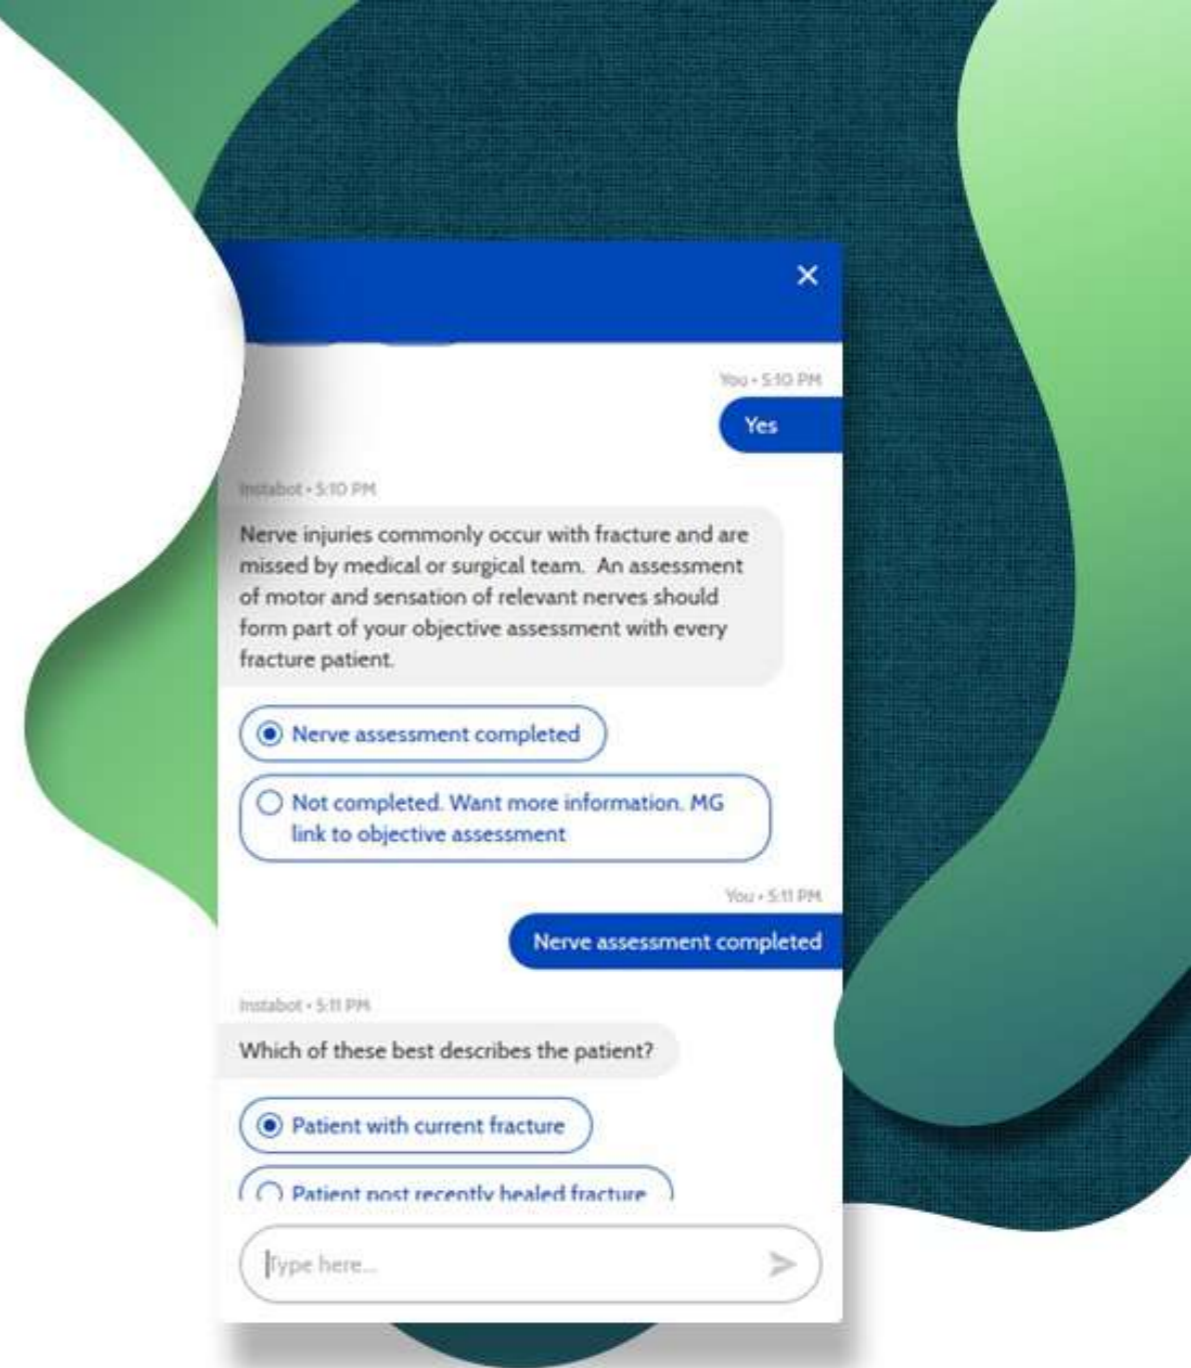 You • 5:10 PM
Yes
Instabot • 5:10 PM
Nerve injuries commonly occur with fracture and are
missed by medical or surgical team. An assessment
of motor and sensation of relevant nerves should
form part of your objective assessment with every
fracture patient.
Nerve assessment completed
Not completed. Want more information. MG
link to objective assessment
You • 5:11 PM
Nerve assessment completed
Instabot • 5:11 PM
Which of these best describes the patient?
Patient with current fracture
Patient post recently healed fracture
Type here...